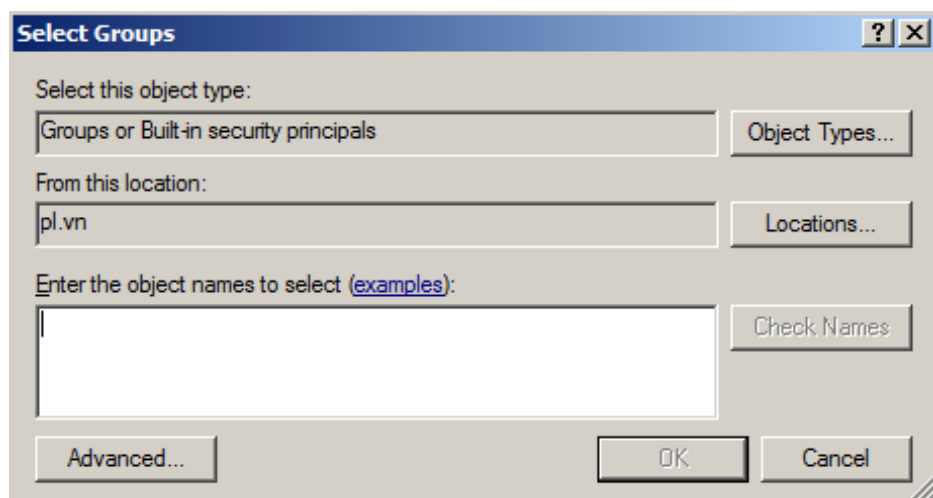 Select Groups
Select this object type:
Groups or Built-in security principals
Object Types...
From this location:
pl.vn
Locations...
Enter the object names to select (examples):
Check Names
Advanced...
OK
Cancel